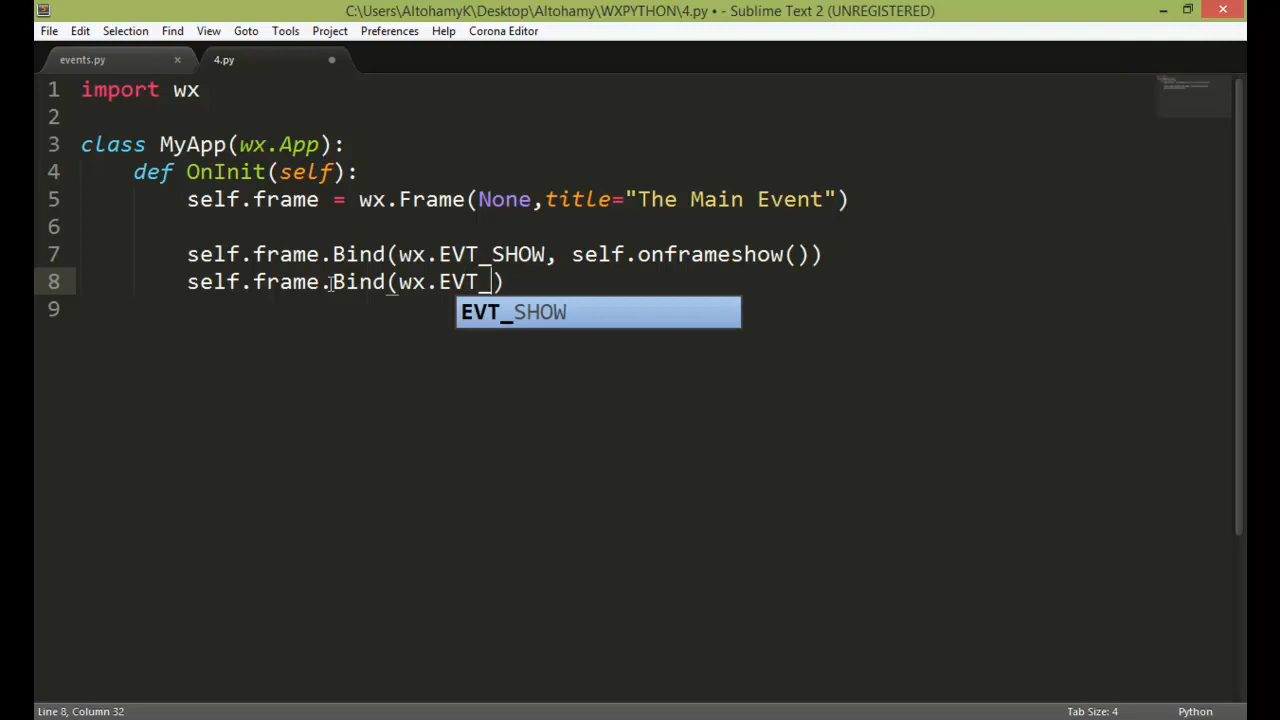 C:\Users\AltohamyK\Desktop\Altohamy\WXPYTHON\4.py • - Sublime Text 2 (UNREGISTERED)
File Edit Selection Find View Goto Tools Project Preferences Help Corona Editor
events.py × 4.py
1 import wx
2
3 class MyApp(wx.App):
4 def OnInit(self):
5 self.frame = wx.Frame(None,title="The Main Event")
6
7 self.frame.Bind(wx.EVT_SHOW, self.onframeshow())
8 self.frame.Bind(wx.EVT_)
EVT_SHOW
9
Line 8, Column 32 Tab Size: 4 Python